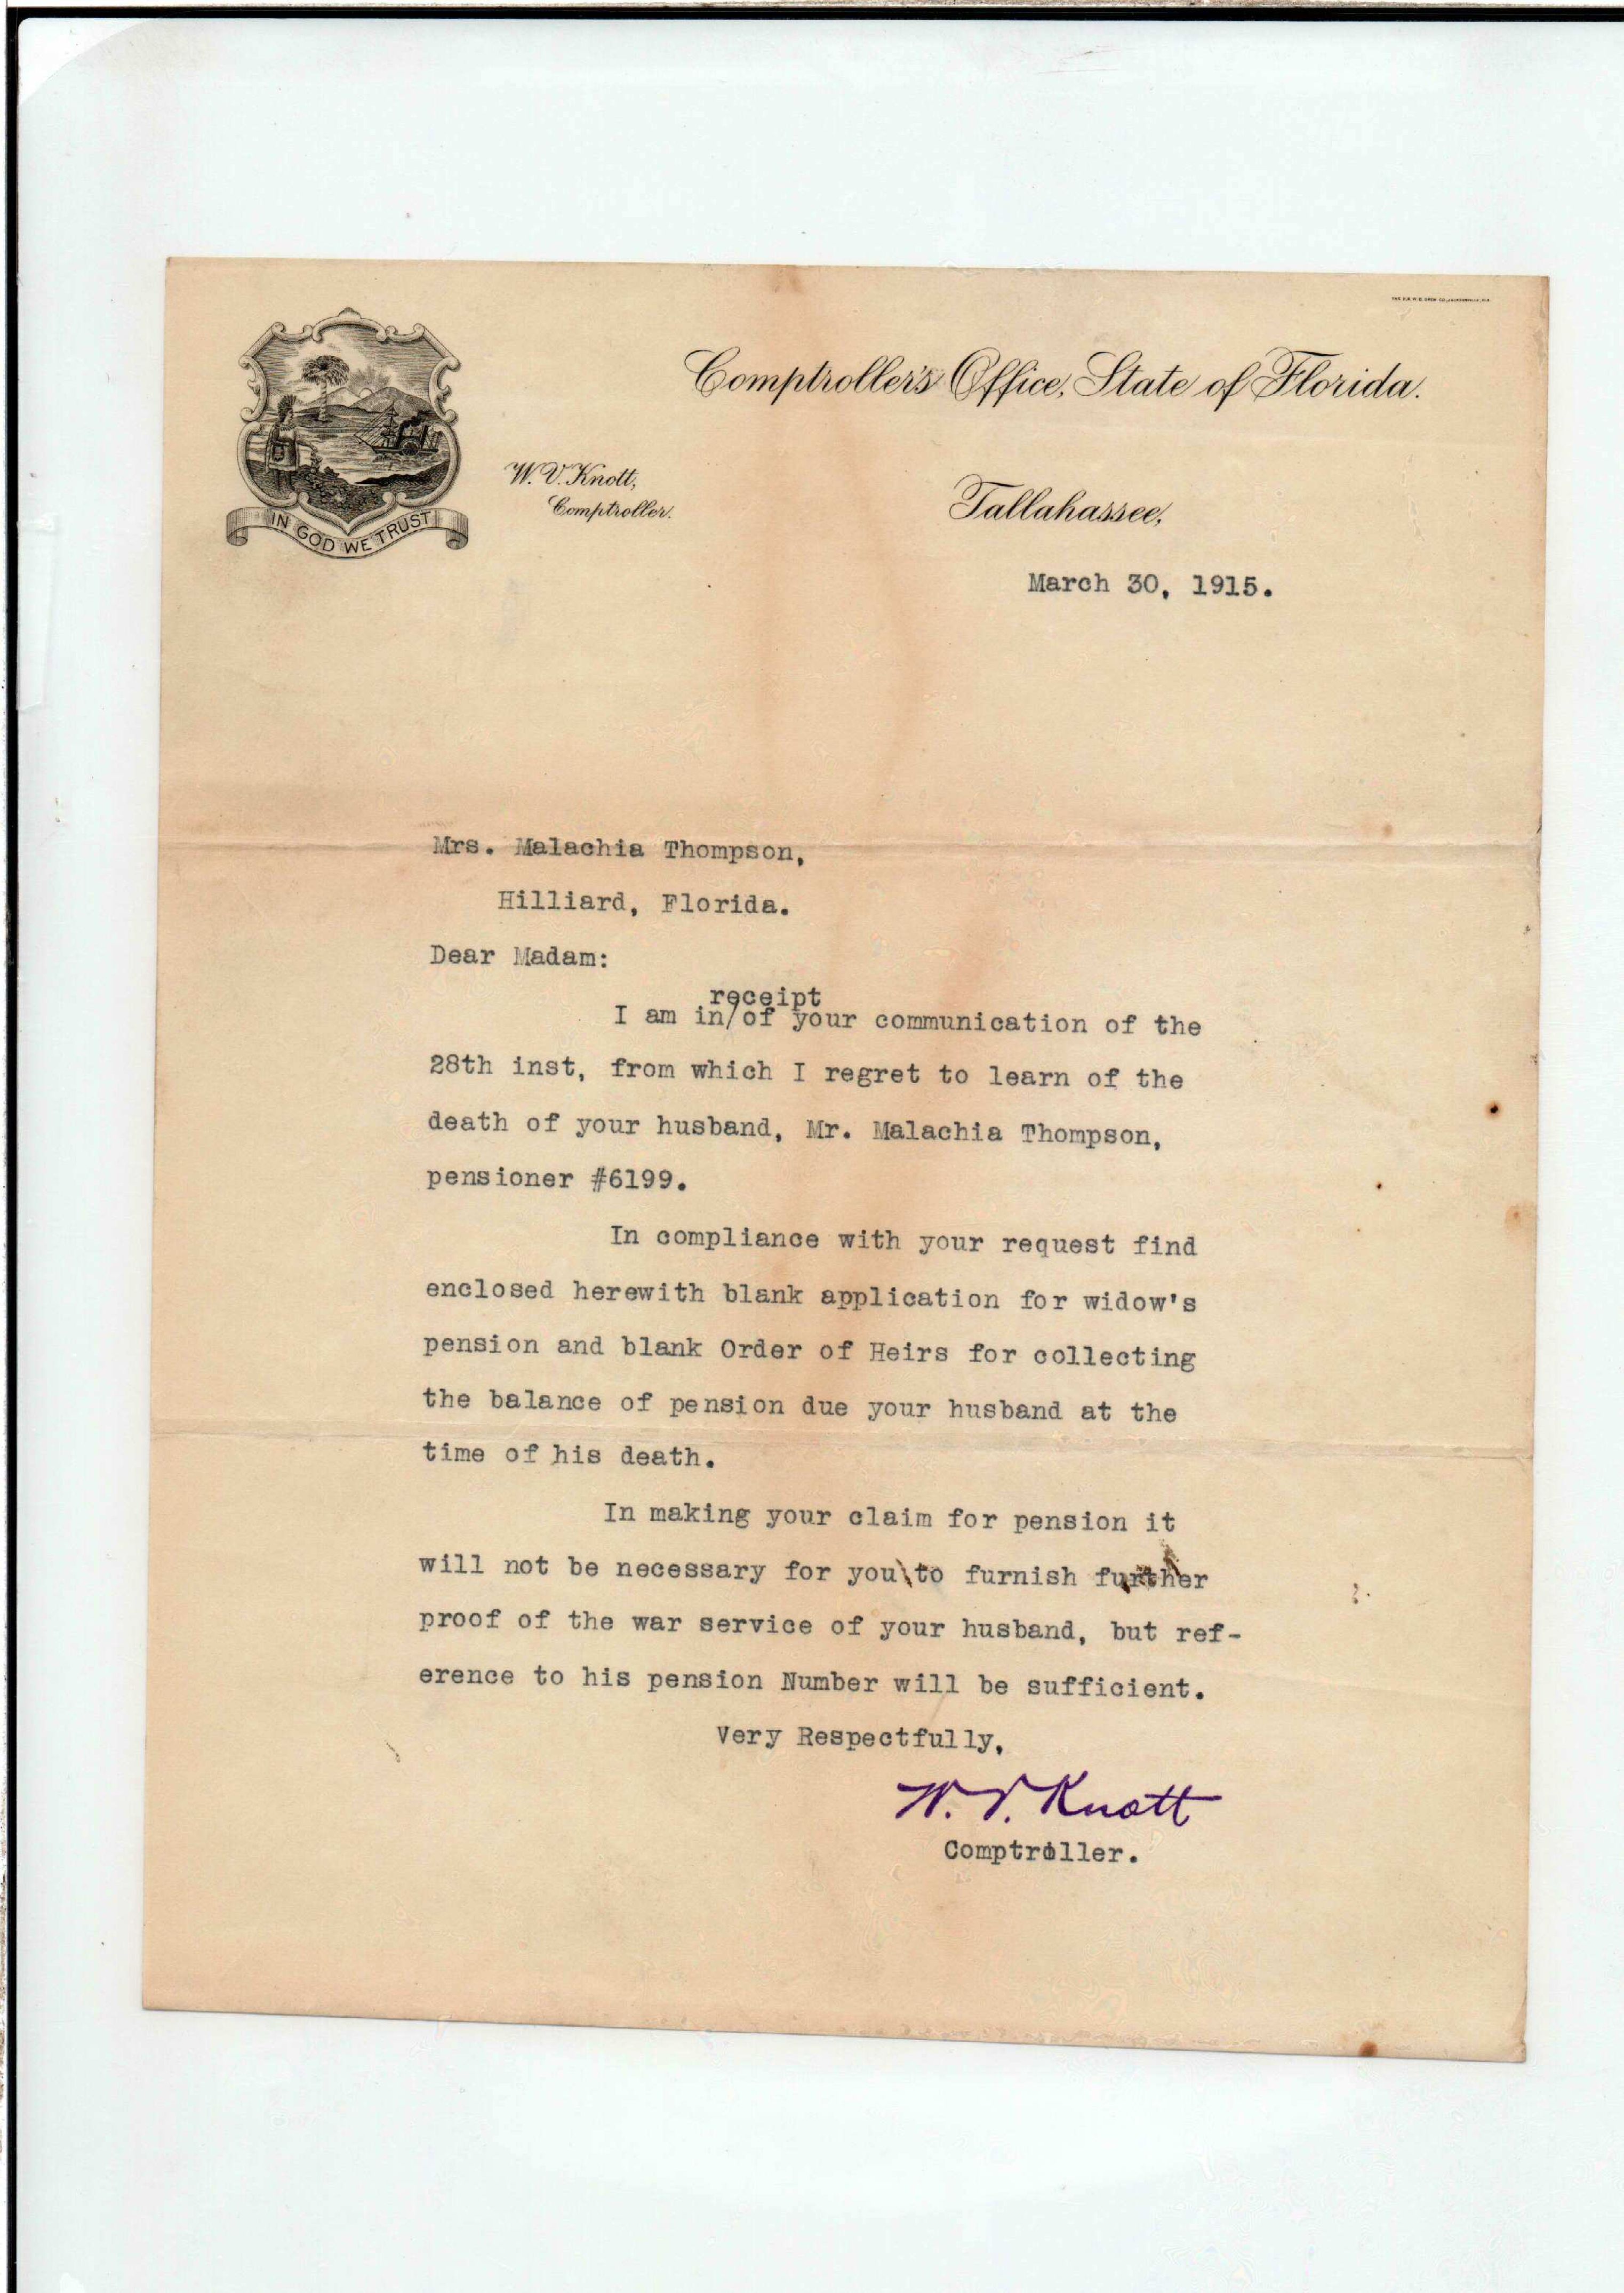 Comptroller's Office, State of Florida.
W. V. Knott,
Comptroller.
IN GOD WE TRUST
Tallahassee,
March 30, 1915.
Mrs. Malachia Thompson,
Hilliard, Florida.
Dear Madam:
receipt
I am in/of your communication of the
28th inst, from which I regret to learn of the
death of your husband, Mr. Malachia Thompson,
pensioner #6199.
In compliance with your request find
enclosed herewith blank application for widow's
pension and blank Order of Heirs for collecting
the balance of pension due your husband at the
time of his death.
In making your claim for pension it
will not be necessary for you\to furnish further
proof of the war service of your husband, but ref-
erence to his pension Number will be sufficient.
Very Respectfully,
W. V. Knott
Comptroller.